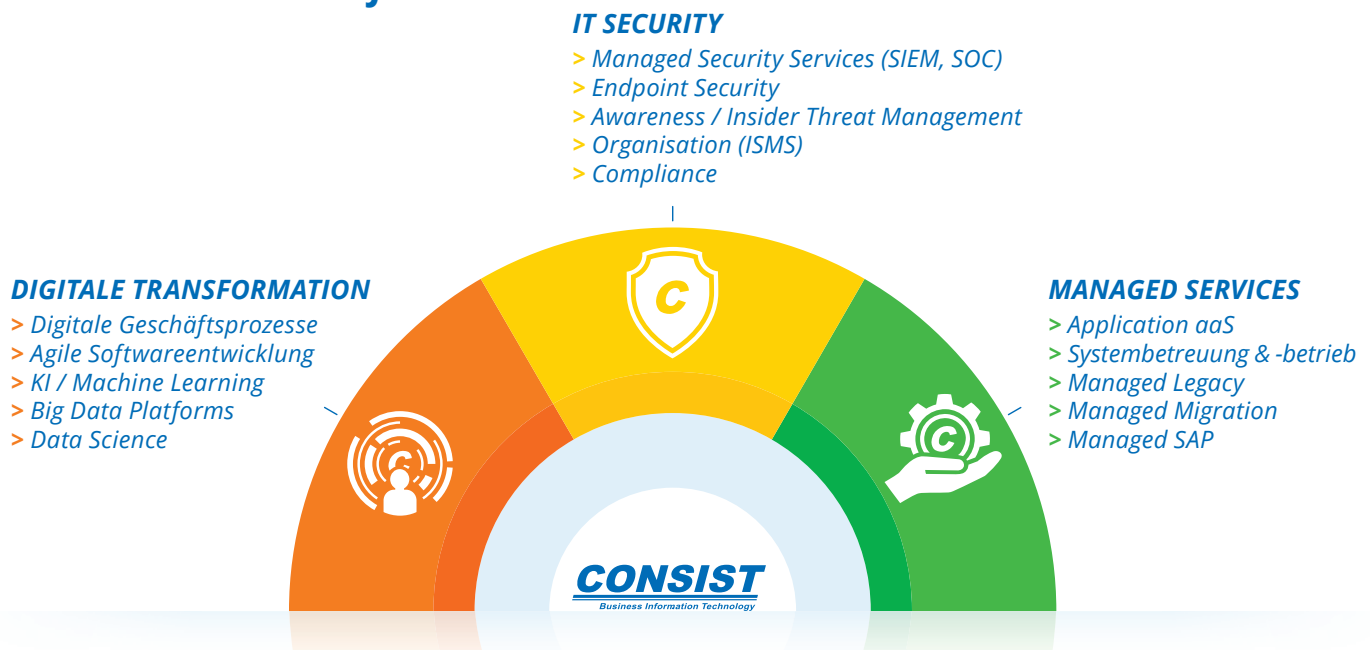 IT SECURITY
> Managed Security Services (SIEM, SOC)
> Endpoint Security
> Awareness / Insider Threat Management
> Organisation (ISMS)
> Compliance
DIGITALE TRANSFORMATION
> Digitale Geschäftsprozesse
> Agile Softwareentwicklung
> KI / Machine Learning
> Big Data Platforms
> Data Science
MANAGED SERVICES
> Application aaS
> Systembetreuung & -betrieb
> Managed Legacy
> Managed Migration
> Managed SAP
C
C
C
CONSIST
Business Information Technology